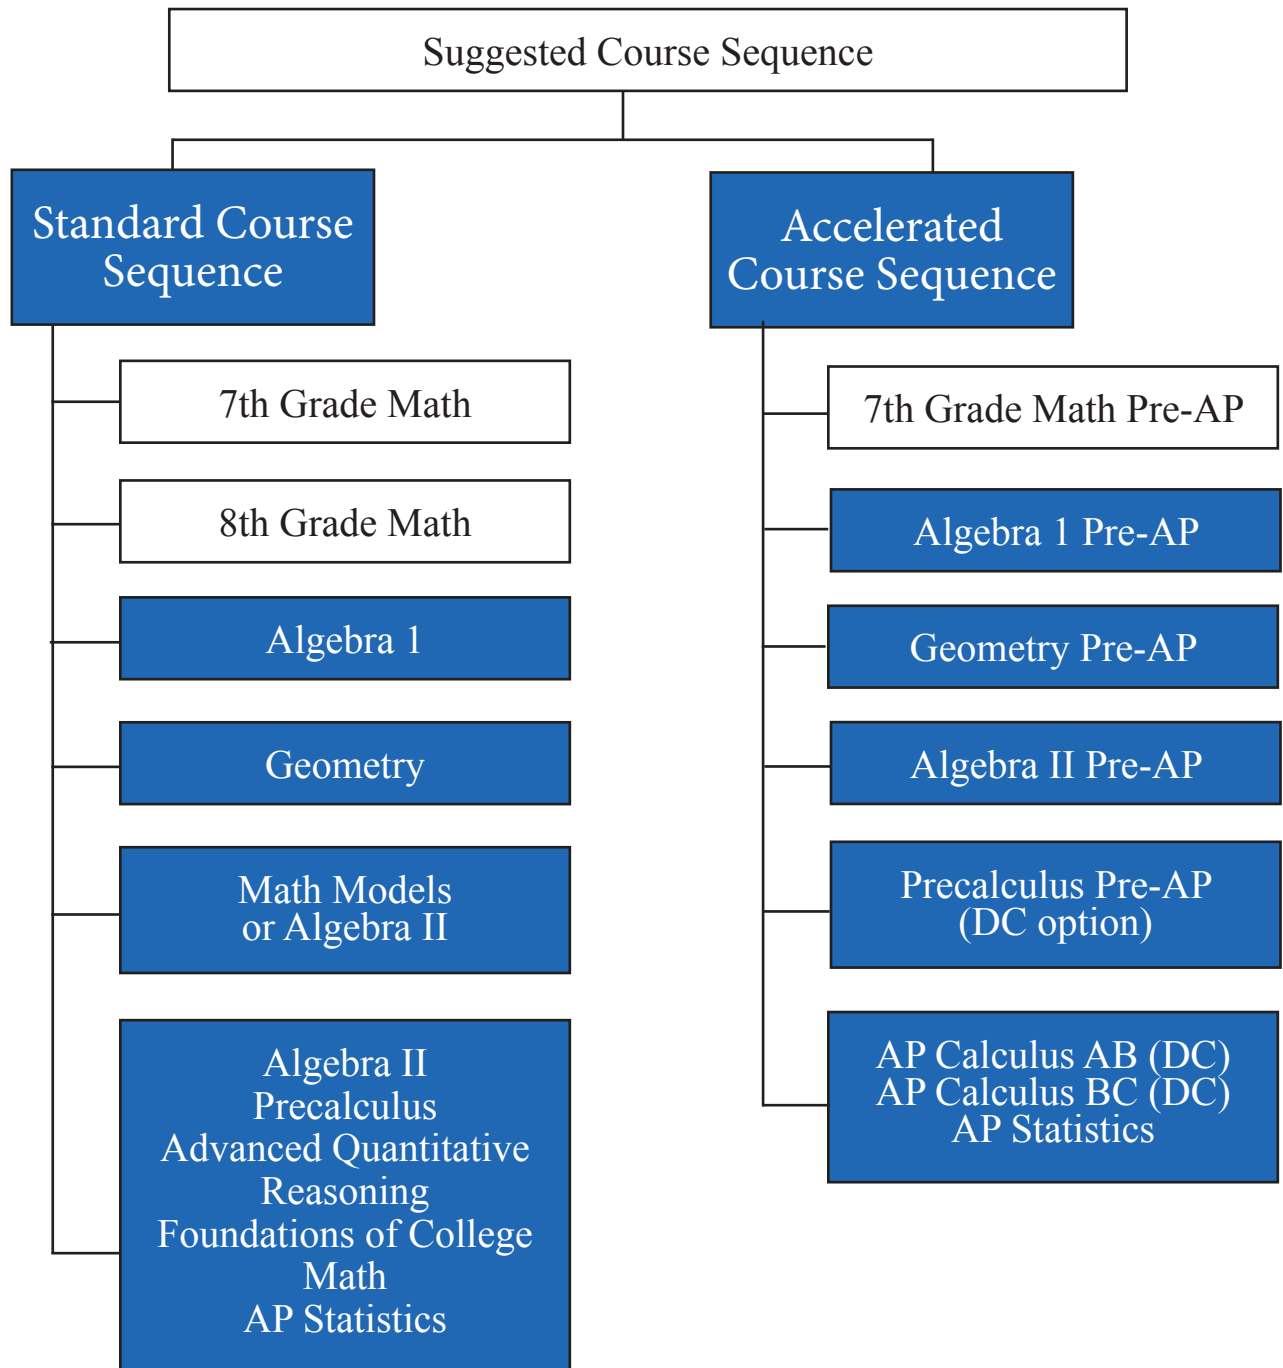 Suggested Course Sequence
Standard Course
Sequence
7th Grade Math
8th Grade Math
Algebra 1
Geometry
Math Models
or Algebra II
Algebra II
Precalculus
Advanced Quantitative
Reasoning
Foundations of College
Math
AP Statistics
Accelerated
Course Sequence
7th Grade Math Pre-AP
Algebra 1 Pre-AP
Geometry Pre-AP
Algebra II Pre-AP
Precalculus Pre-AP
(DC option)
AP Calculus AB (DC)
AP Calculus BC (DC)
AP Statistics